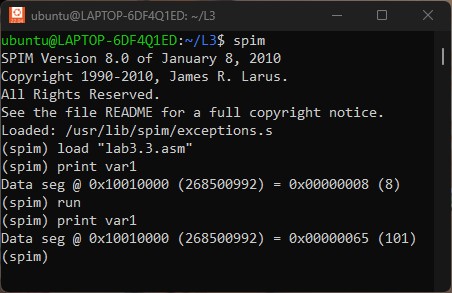 ubuntu@LAPTOP-6DF4Q1ED: ~/L3
ubuntu@LAPTOP-6DF4Q1ED:~/L3$ spim
SPIM Version 8.0 of January 8, 2010
Copyright 1990-2010, James R. Larus.
All Rights Reserved.
See the file README for a full copyright notice.
Loaded: /usr/lib/spim/exceptions.s
(spim) load "lab3.3.asm"
(spim) print var1
Data seg @ 0x10010000 (268500992) = 0x00000008 (8)
(spim) run
(spim) print var1
Data seg @ 0x10010000 (268500992) = 0x00000065 (101)
(spim)